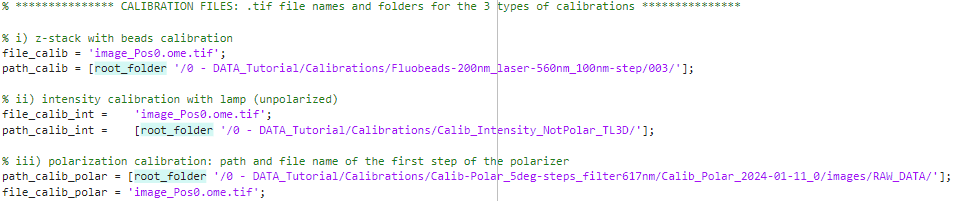 % *************** CALIBRATION FILES: .tif file names and folders for the 3 types of calibrations ***************
% i) z-stack with beads calibration
file_calib = 'image_Pos0.ome.tif';
path_calib = [root_folder '/0 - DATA_Tutorial/Calibrations/Fluobeads-200nm_laser-560nm_100nm-step/003/'];
% ii) intensity calibration with lamp (unpolarized)
file_calib_int =    'image_Pos0.ome.tif';
path_calib_int =    [root_folder '/0 - DATA_Tutorial/Calibrations/Calib_Intensity_NotPolar_TL3D/'];
% iii) polarization calibration: path and file name of the first step of the polarizer
path_calib_polar = [root_folder '/0 - DATA_Tutorial/Calibrations/Calib-Polar_5deg-steps_filter617nm/Calib_Polar_2024-01-11_0/images/RAW_DATA/'];
file_calib_polar = 'image_Pos0.ome.tif';